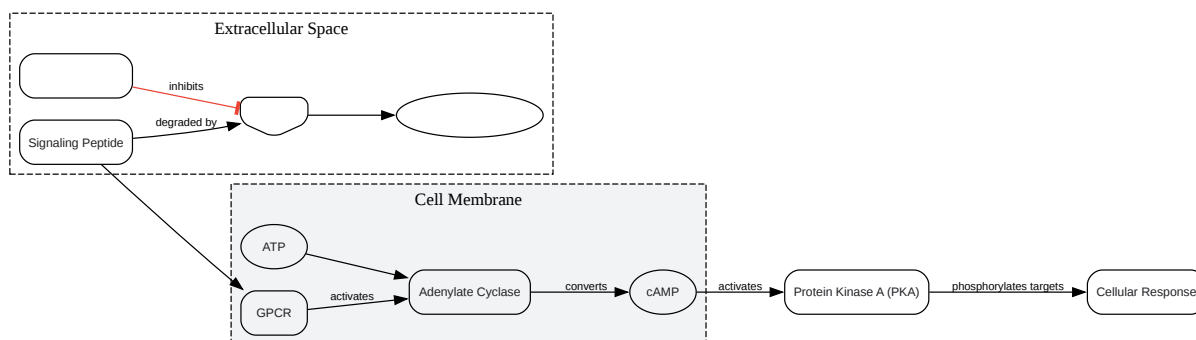 Extracellular Space
inhibits
degraded by
Signaling Peptide
Cell Membrane
ATP
GPCR
activates
Adenylate Cyclase
converts
cAMP
activates
Protein Kinase A (PKA)
phosphorylates targets
Cellular Response